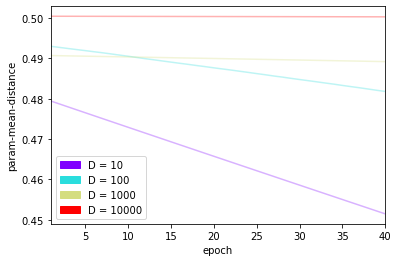 0.50
0.49
0.48
0.47
0.46
0.45
param-mean-distance
D = 10
D = 100
D = 1000
D = 10000
5 10 15 20 25 30 35 40
epoch